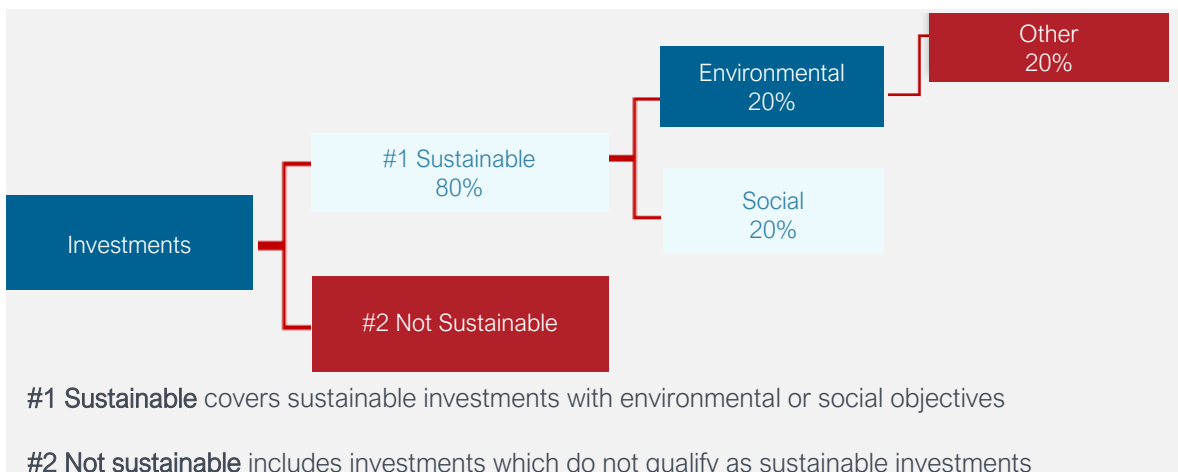 Other
20%
Environmental
20%
#1 Sustainable
80%
Social
20%
Investments
#2 Not Sustainable
#1 Sustainable covers sustainable investments with environmental or social objectives
#2 Not sustainable includes investments which do not qualify as sustainable investments